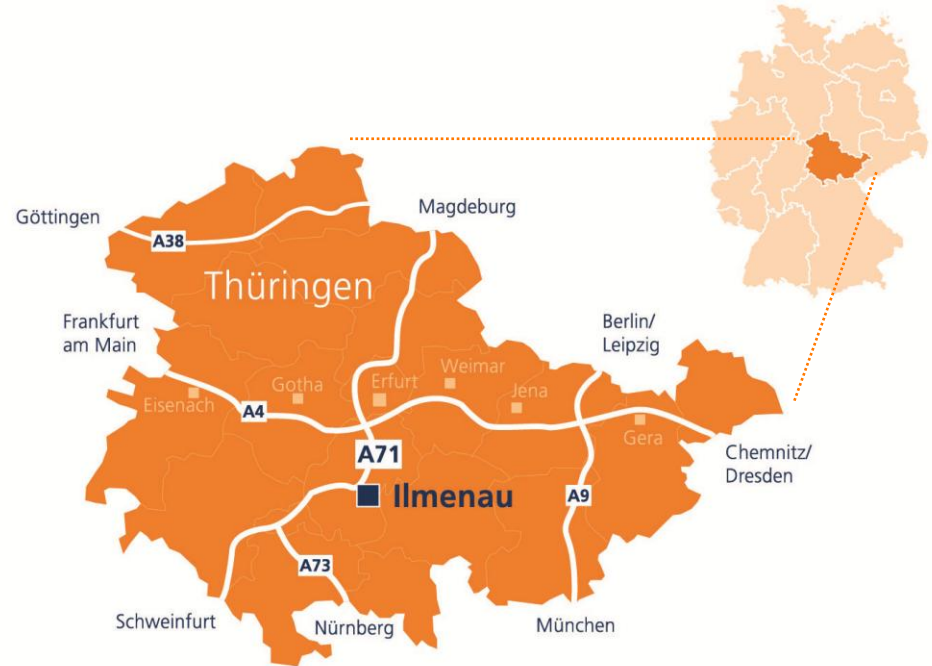 Göttingen
A38
Magdeburg
Thüringen
Frankfurt
am Main
Berlin/
Leipzig
Eisenach
Gotha
Erfurt
Weimar
Jena
Gera
A4
A71
Chemnitz/
Dresden
Ilmenau
A9
A73
Schweinfurt
Nürnberg
München